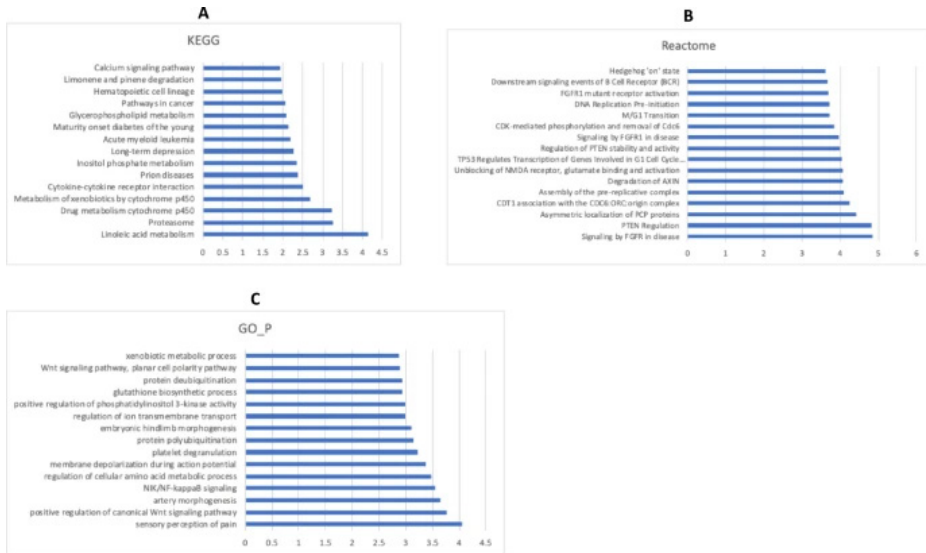 A
KEGG
Calcium signaling pathway
Limonene and pinene degradation
Hematopoietic cell lineage
Pathways in cancer
Glycerophospholipid metabolism
Maturity onset diabetes of the young
Acute myeloid leukemia
Long-term depression
Inositol phosphate metabolism
Prion diseases
Cytokine-cytokine receptor interaction
Metabolism of xenobiotics by cytochrome p450
Drug metabolism cytochrome p450
Proteasome
Linoleic acid metabolism
0 0.5 1 1.5 2 2.5 3 3.5 4 4.5
B
Reactome
Hedgehog 'on' state
Downstream signaling events of B Cell Receptor (BCR)
FGFR1 mutant receptor activation
DNA Replication Pre-Initiation
M/G1 Transition
CDK-mediated phosphorylation and removal of Cdc6
Signaling by FGFR1 in disease
Regulation of PTEN stability and activity
TP53 Regulates Transcription of Genes Involved in G1 Cell Cycle...
Unblocking of NMDA receptor, glutamate binding and activation
Degradation of AXIN
Assembly of the pre-replicative complex
CDT1 association with the CDC6:ORC:origin complex
Asymmetric localization of PCP proteins
PTEN Regulation
Signaling by FGFR in disease
0 1 2 3 4 5 6
C
GO_P
xenobiotic metabolic process
Wnt signaling pathway, planar cell polarity pathway
protein deubiquitination
glutathione biosynthetic process
positive regulation of phosphatidylinositol 3-kinase activity
regulation of ion transmembrane transport
embryonic hindlimb morphogenesis
protein polyubiquitination
platelet degranulation
membrane depolarization during action potential
regulation of cellular amino acid metabolic process
NIK/NF-kappaB signaling
artery morphogenesis
positive regulation of canonical Wnt signaling pathway
sensory perception of pain
0 0.5 1 1.5 2 2.5 3 3.5 4 4.5